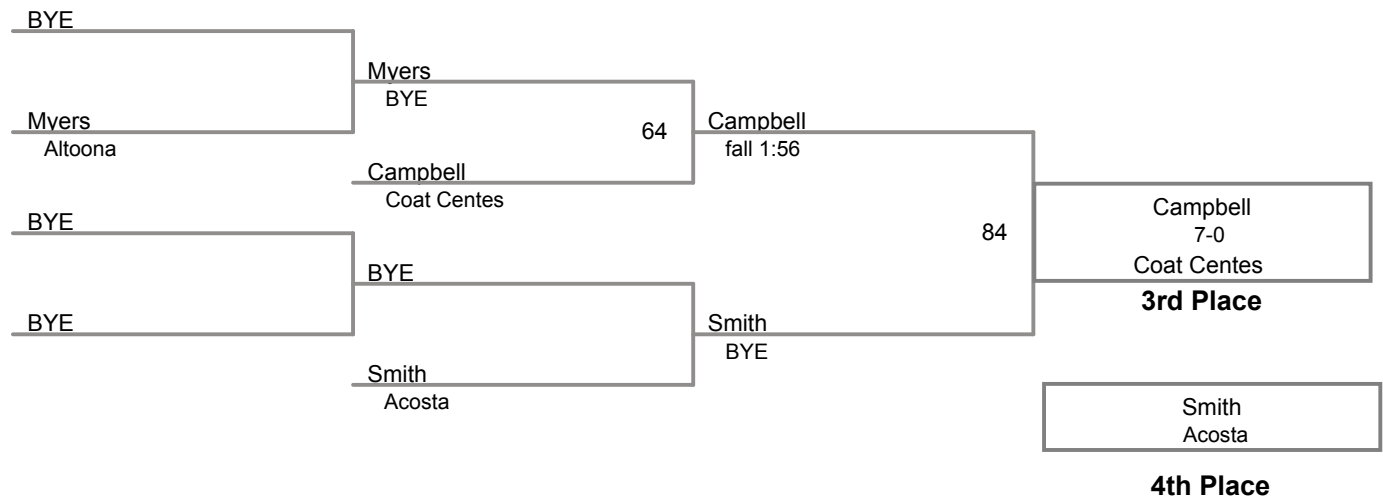 BYE
Myers
BYE
Myers
Altoona
64
Campbell
fall 1:56
Campbell
Coat Centes
BYE
84
Campbell
7-0
Coat Centes
3rd Place
BYE
BYE
Smith
BYE
Smith
Acosta
Smith
Acosta
4th Place